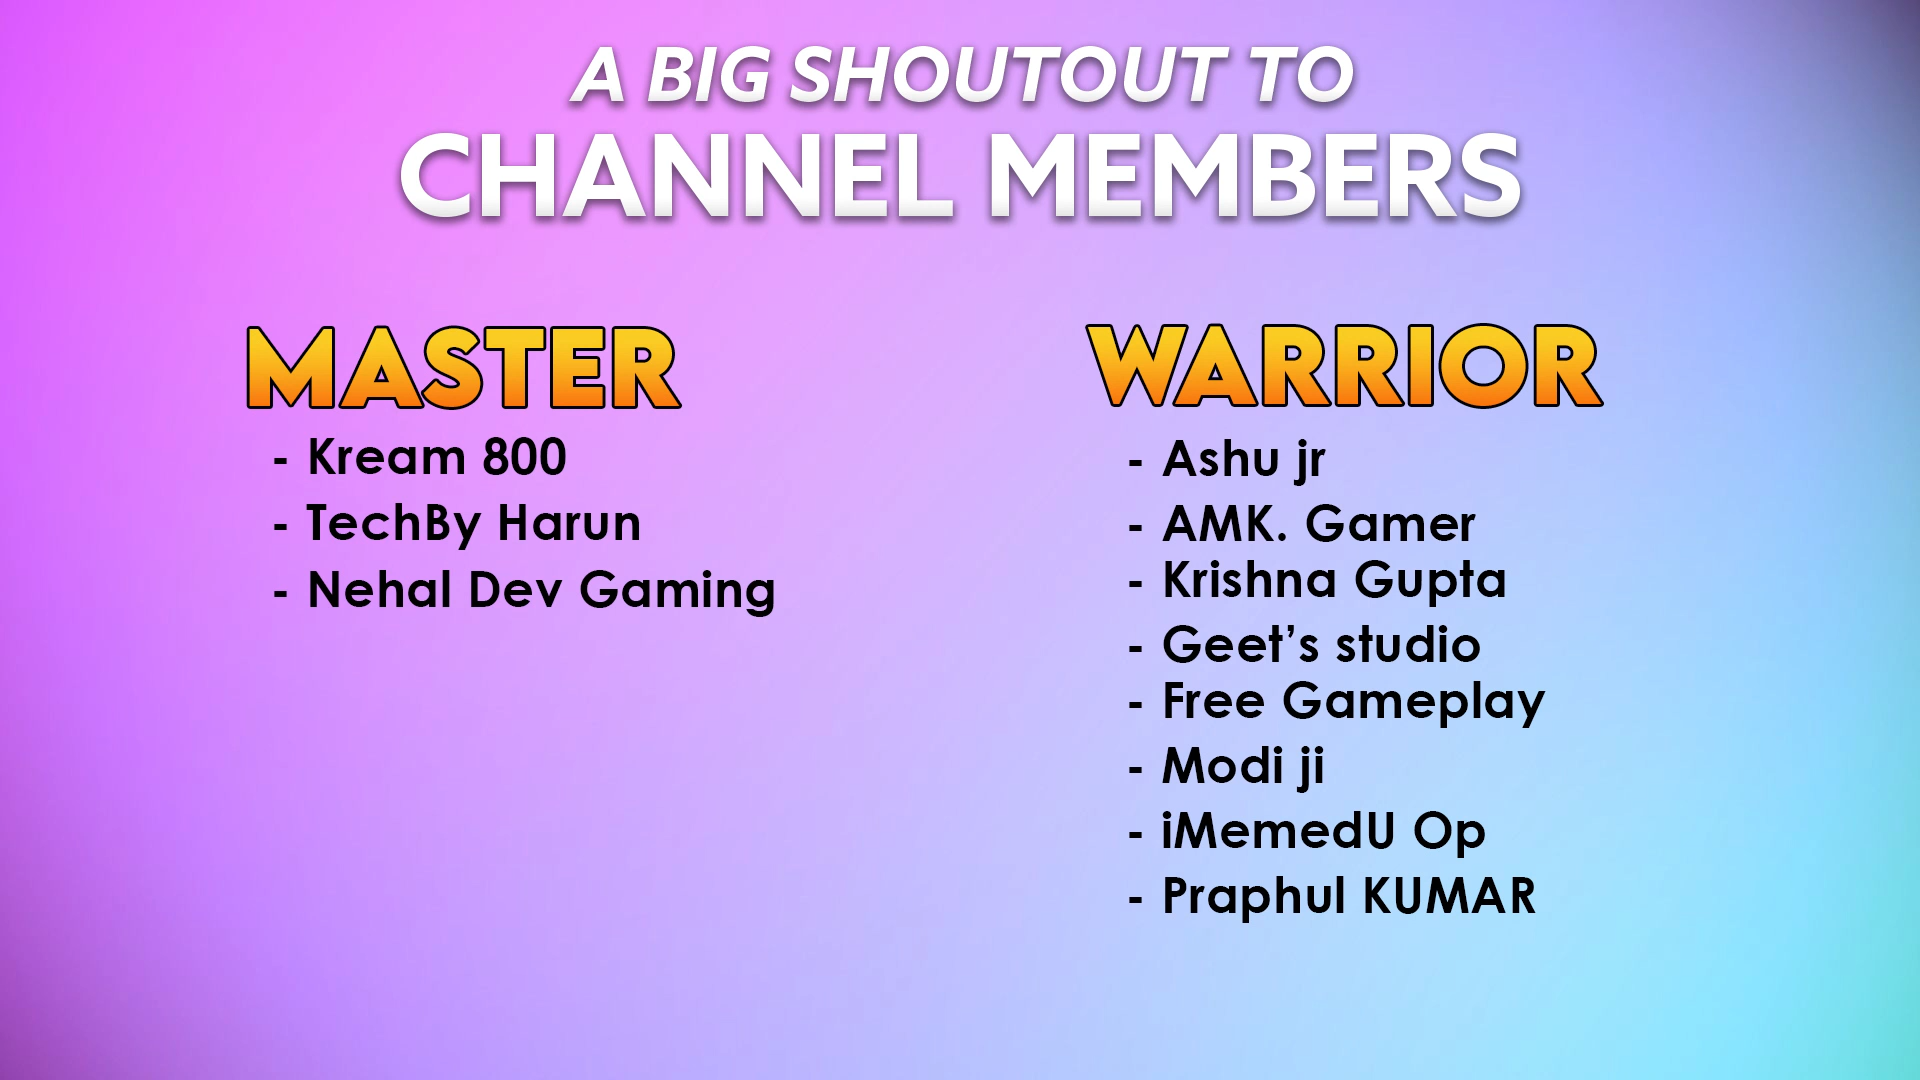 A BIG SHOUTOUT TO
CHANNEL MEMBERS
MASTER
- Kream 800
- TechBy Harun
- Nehal Dev Gaming
WARRIOR
- Ashu jr
- AMK. Gamer
- Krishna Gupta
- Geet’s studio
- Free Gameplay
- Modi ji
- iMemedU Op
- Praphul KUMAR